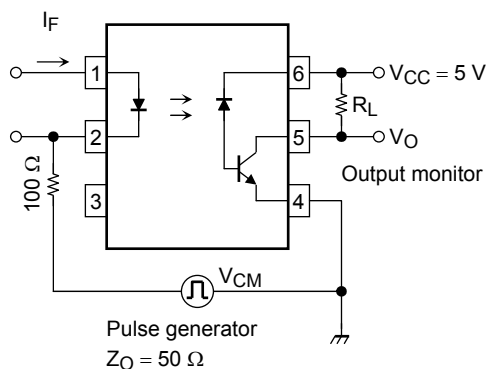 I_F
1
6
V_CC = 5 V
R_L
2
5
V_O
100 Ω
3
4
Output monitor
V_CM
Pulse generator
Z_O = 50 Ω